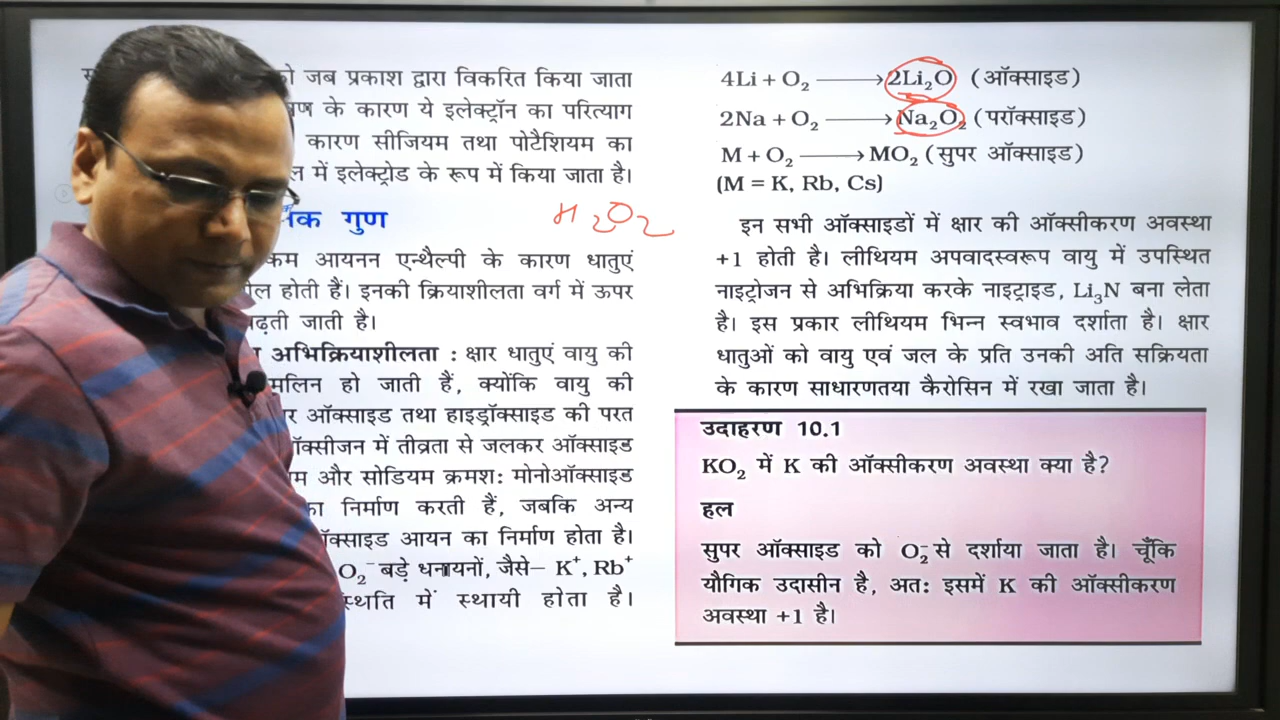 को जब प्रकाश द्वारा विकरित किया जाता
के कारण ये इलेक्ट्रॉन का परित्याग
कारण सीजियम तथा पोटैशियम का
में इलेक्ट्रोड के रूप में किया जाता है।
गुण
H2O2
कम आयनन एन्थैल्पी के कारण धातुएं
होती हैं। इनकी क्रियाशीलता वर्ग में ऊपर
जाती है।
अभिक्रियाशीलता : क्षार धातुएं वायु की
मलिन हो जाती हैं, क्योंकि वायु की
ऑक्साइड तथा हाइड्रॉक्साइड की परत
में तीव्रता से जलकर ऑक्साइड
और सोडियम क्रमश: मोनोऑक्साइड
का निर्माण करती हैं, जबकि अन्य
आयन का निर्माण होता है।
O₂⁻ बड़े धनायनों, जैसे– K⁺, Rb⁺
में स्थायी होता है।
4Li + O₂ ⟶ 2Li₂O (ऑक्साइड)
2Na + O₂ ⟶ Na₂O₂ (परॉक्साइड)
M + O₂ ⟶ MO₂ (सुपर ऑक्साइड)
(M = K, Rb, Cs)
इन सभी ऑक्साइडों में क्षार की ऑक्सीकरण अवस्था
+1 होती है। लीथियम अपवादस्वरूप वायु में उपस्थित
नाइट्रोजन से अभिक्रिया करके नाइट्राइड, Li₃N बना लेता
है। इस प्रकार लीथियम भिन्न स्वभाव दर्शाता है। क्षार
धातुओं को वायु एवं जल के प्रति उनकी अति सक्रियता
के कारण साधारणतया कैरोसिन में रखा जाता है।
उदाहरण 10.1
KO₂ में K की ऑक्सीकरण अवस्था क्या है?
हल
सुपर ऑक्साइड को O₂⁻ से दर्शाया जाता है। चूँकि
यौगिक उदासीन है, अत: इसमें K की ऑक्सीकरण
अवस्था +1 है।